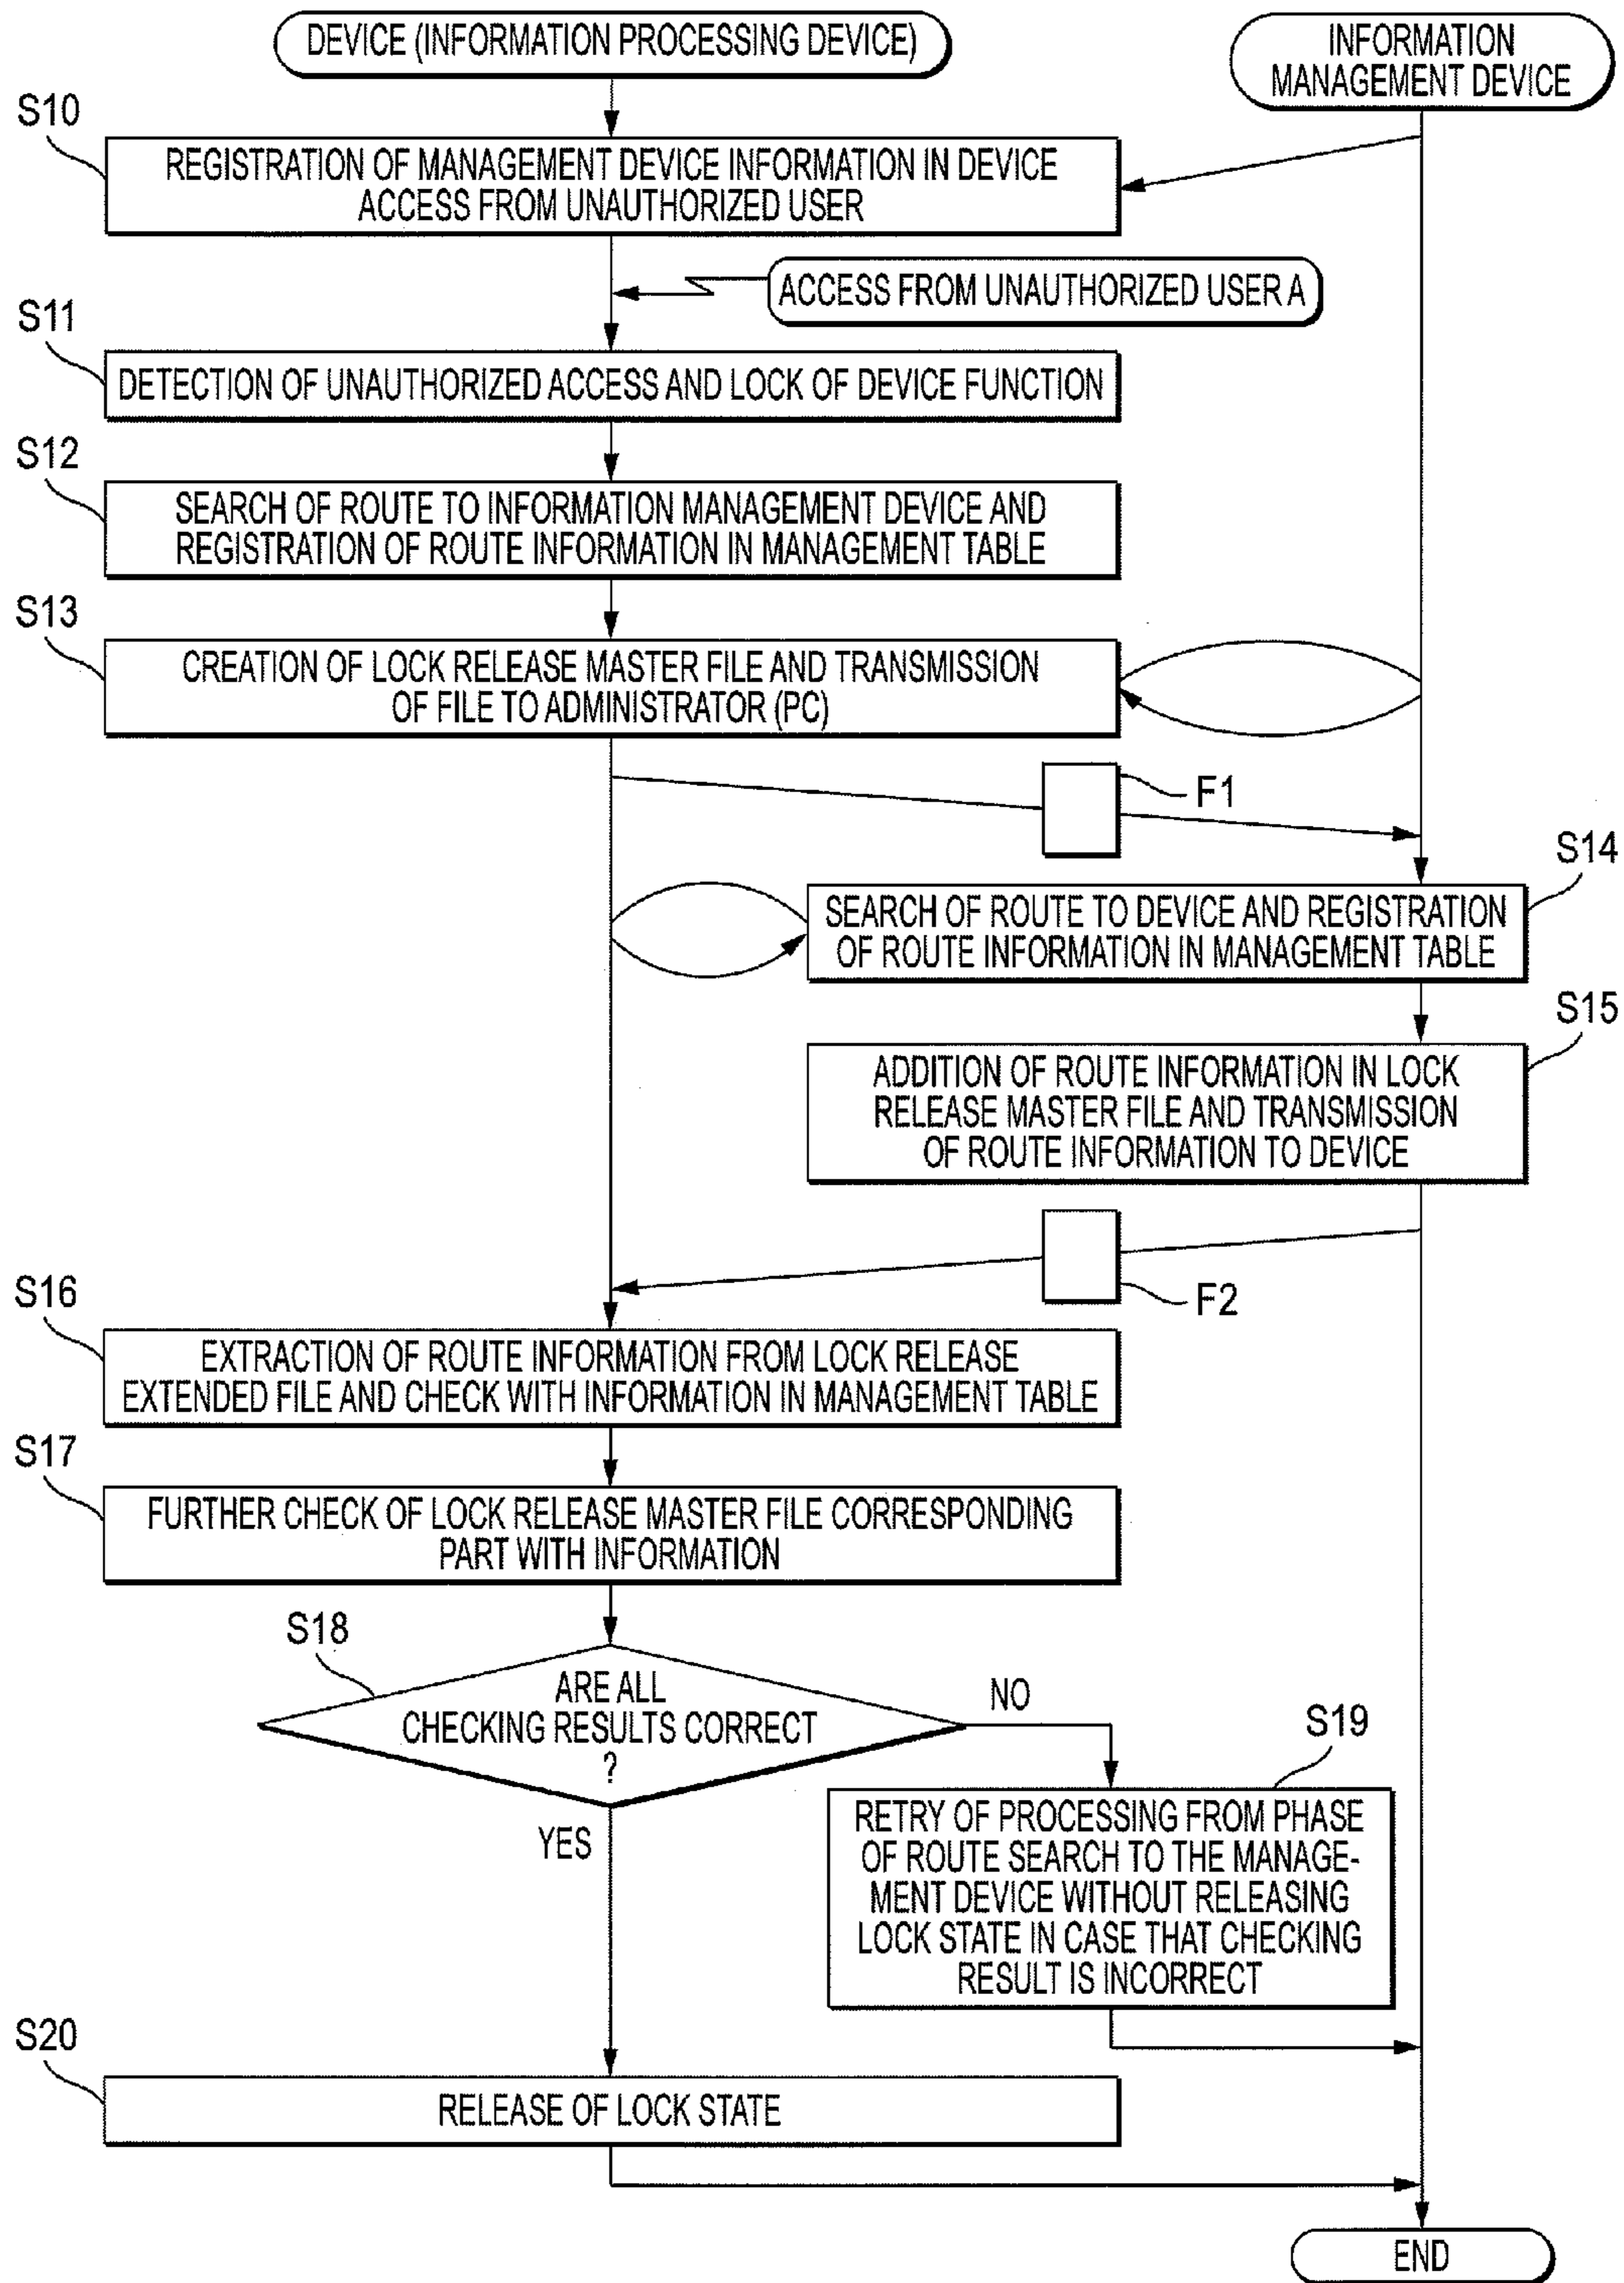 DEVICE (INFORMATION PROCESSING DEVICE)
INFORMATION
MANAGEMENT DEVICE
S10
REGISTRATION OF MANAGEMENT DEVICE INFORMATION IN DEVICE
ACCESS FROM UNAUTHORIZED USER
ACCESS FROM UNAUTHORIZED USER A
S11
DETECTION OF UNAUTHORIZED ACCESS AND LOCK OF DEVICE FUNCTION
S12
SEARCH OF ROUTE TO INFORMATION MANAGEMENT DEVICE AND
REGISTRATION OF ROUTE INFORMATION IN MANAGEMENT TABLE
S13
CREATION OF LOCK RELEASE MASTER FILE AND TRANSMISSION
OF FILE TO ADMINISTRATOR (PC)
F1
S14
SEARCH OF ROUTE TO DEVICE AND REGISTRATION
OF ROUTE INFORMATION IN MANAGEMENT TABLE
S15
ADDITION OF ROUTE INFORMATION IN LOCK
RELEASE MASTER FILE AND TRANSMISSION
OF ROUTE INFORMATION TO DEVICE
F2
S16
EXTRACTION OF ROUTE INFORMATION FROM LOCK RELEASE
EXTENDED FILE AND CHECK WITH INFORMATION IN MANAGEMENT TABLE
S17
FURTHER CHECK OF LOCK RELEASE MASTER FILE CORRESPONDING
PART WITH INFORMATION
S18
ARE ALL
CHECKING RESULTS CORRECT
?
NO
YES
S19
RETRY OF PROCESSING FROM PHASE
OF ROUTE SEARCH TO THE MANAGE-
MENT DEVICE WITHOUT RELEASING
LOCK STATE IN CASE THAT CHECKING
RESULT IS INCORRECT
S20
RELEASE OF LOCK STATE
END